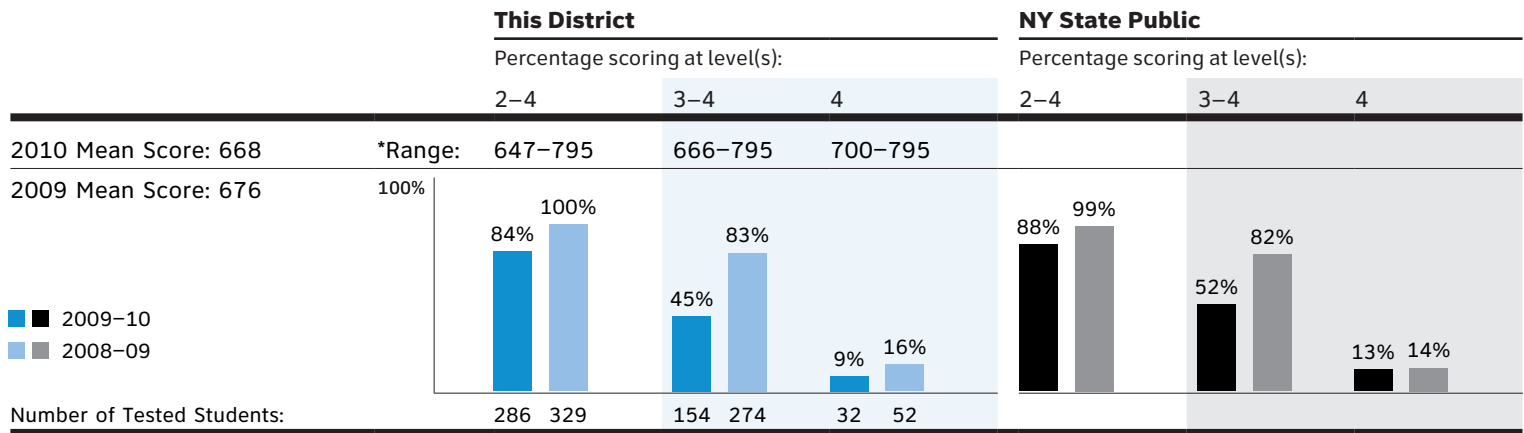 This District NY State Public
Percentage scoring at level(s): Percentage scoring at level(s):
2–4 3–4 4 2–4 3–4 4
2010 Mean Score: 668 *Range: 647–795 666–795 700–795
2009 Mean Score: 676 100%
84% 100% 45% 83% 9% 16% 88% 99% 52% 82% 13% 14%
2009–10
2008–09
Number of Tested Students: 286 329 154 274 32 52